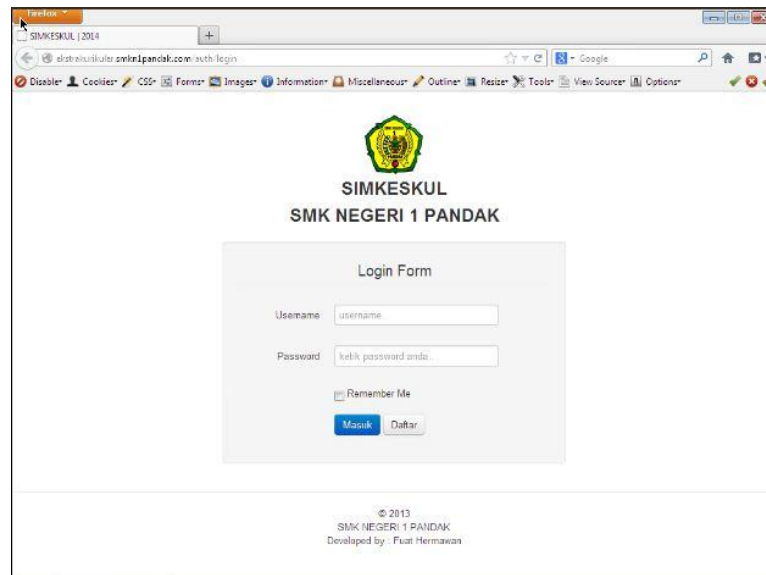 Firefox
SIMKESKUL | 2014
ekstrakurikuler.smkn1pandak.com/auth/login
Google
Disable Cookies CSS Forms Images Information Miscellaneous Outline Resize Tools View Source Options
SIMKESKUL
SMK NEGERI 1 PANDAK
Login Form
Username username
Password ketik password anda..
Remember Me
Masuk Daftar
© 2013
SMK NEGERI 1 PANDAK
Developed by : Fuat Hermawan